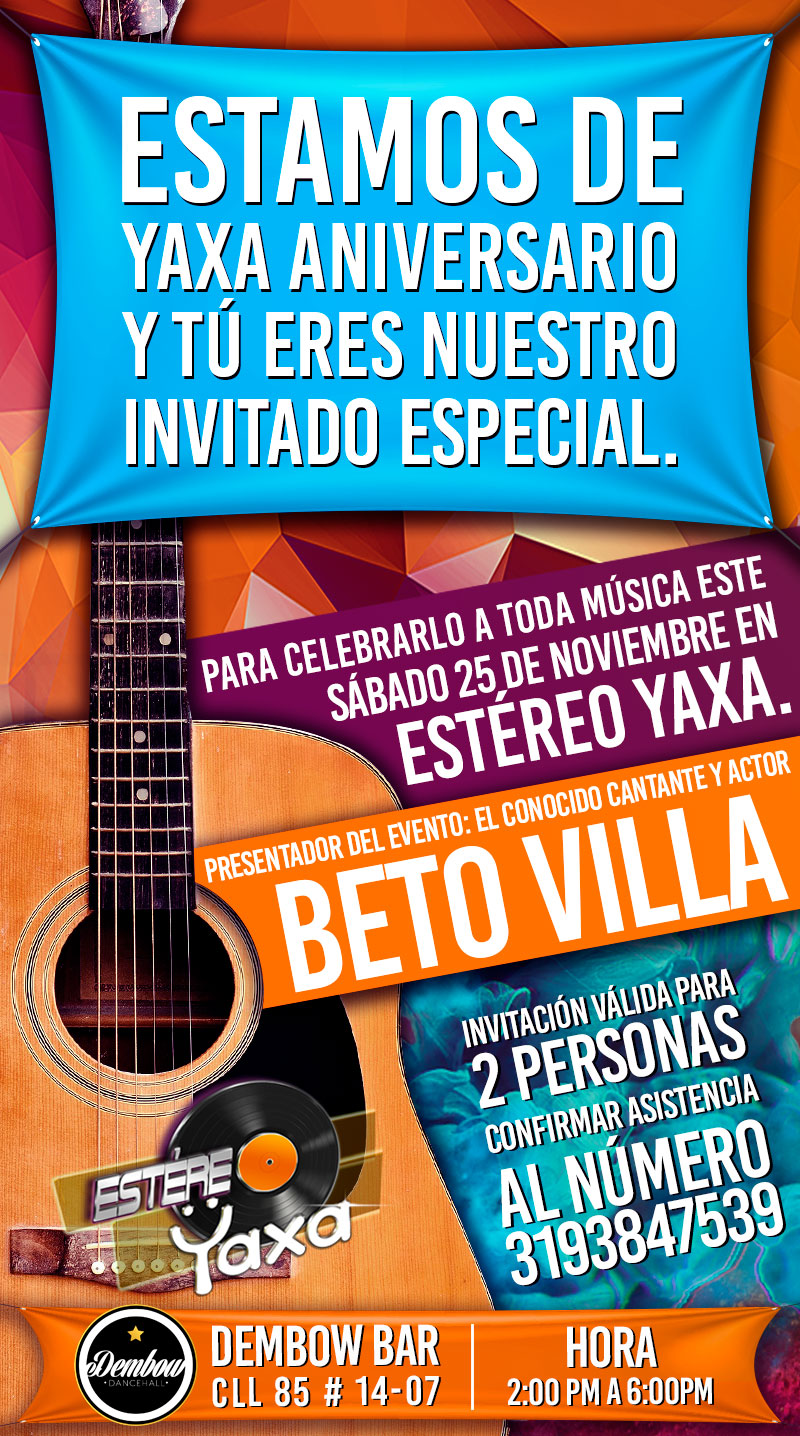 ESTAMOS DE
YAXA ANIVERSARIO
Y TÚ ERES NUESTRO
INVITADO ESPECIAL.
PARA CELEBRARLO A TODA MÚSICA ESTE
SÁBADO 25 DE NOVIEMBRE EN
ESTÉREO YAXA.
PRESENTADOR DEL EVENTO: EL CONOCIDO CANTANTE Y ACTOR
BETO VILLA
INVITACIÓN VÁLIDA PARA
2 PERSONAS
CONFIRMAR ASISTENCIA
AL NÚMERO
3193847539
ESTÉREO
Yaxa
Dembow
DANCEHALL
DEMBOW BAR
CLL 85 # 14-07
HORA
2:00 PM A 6:00PM